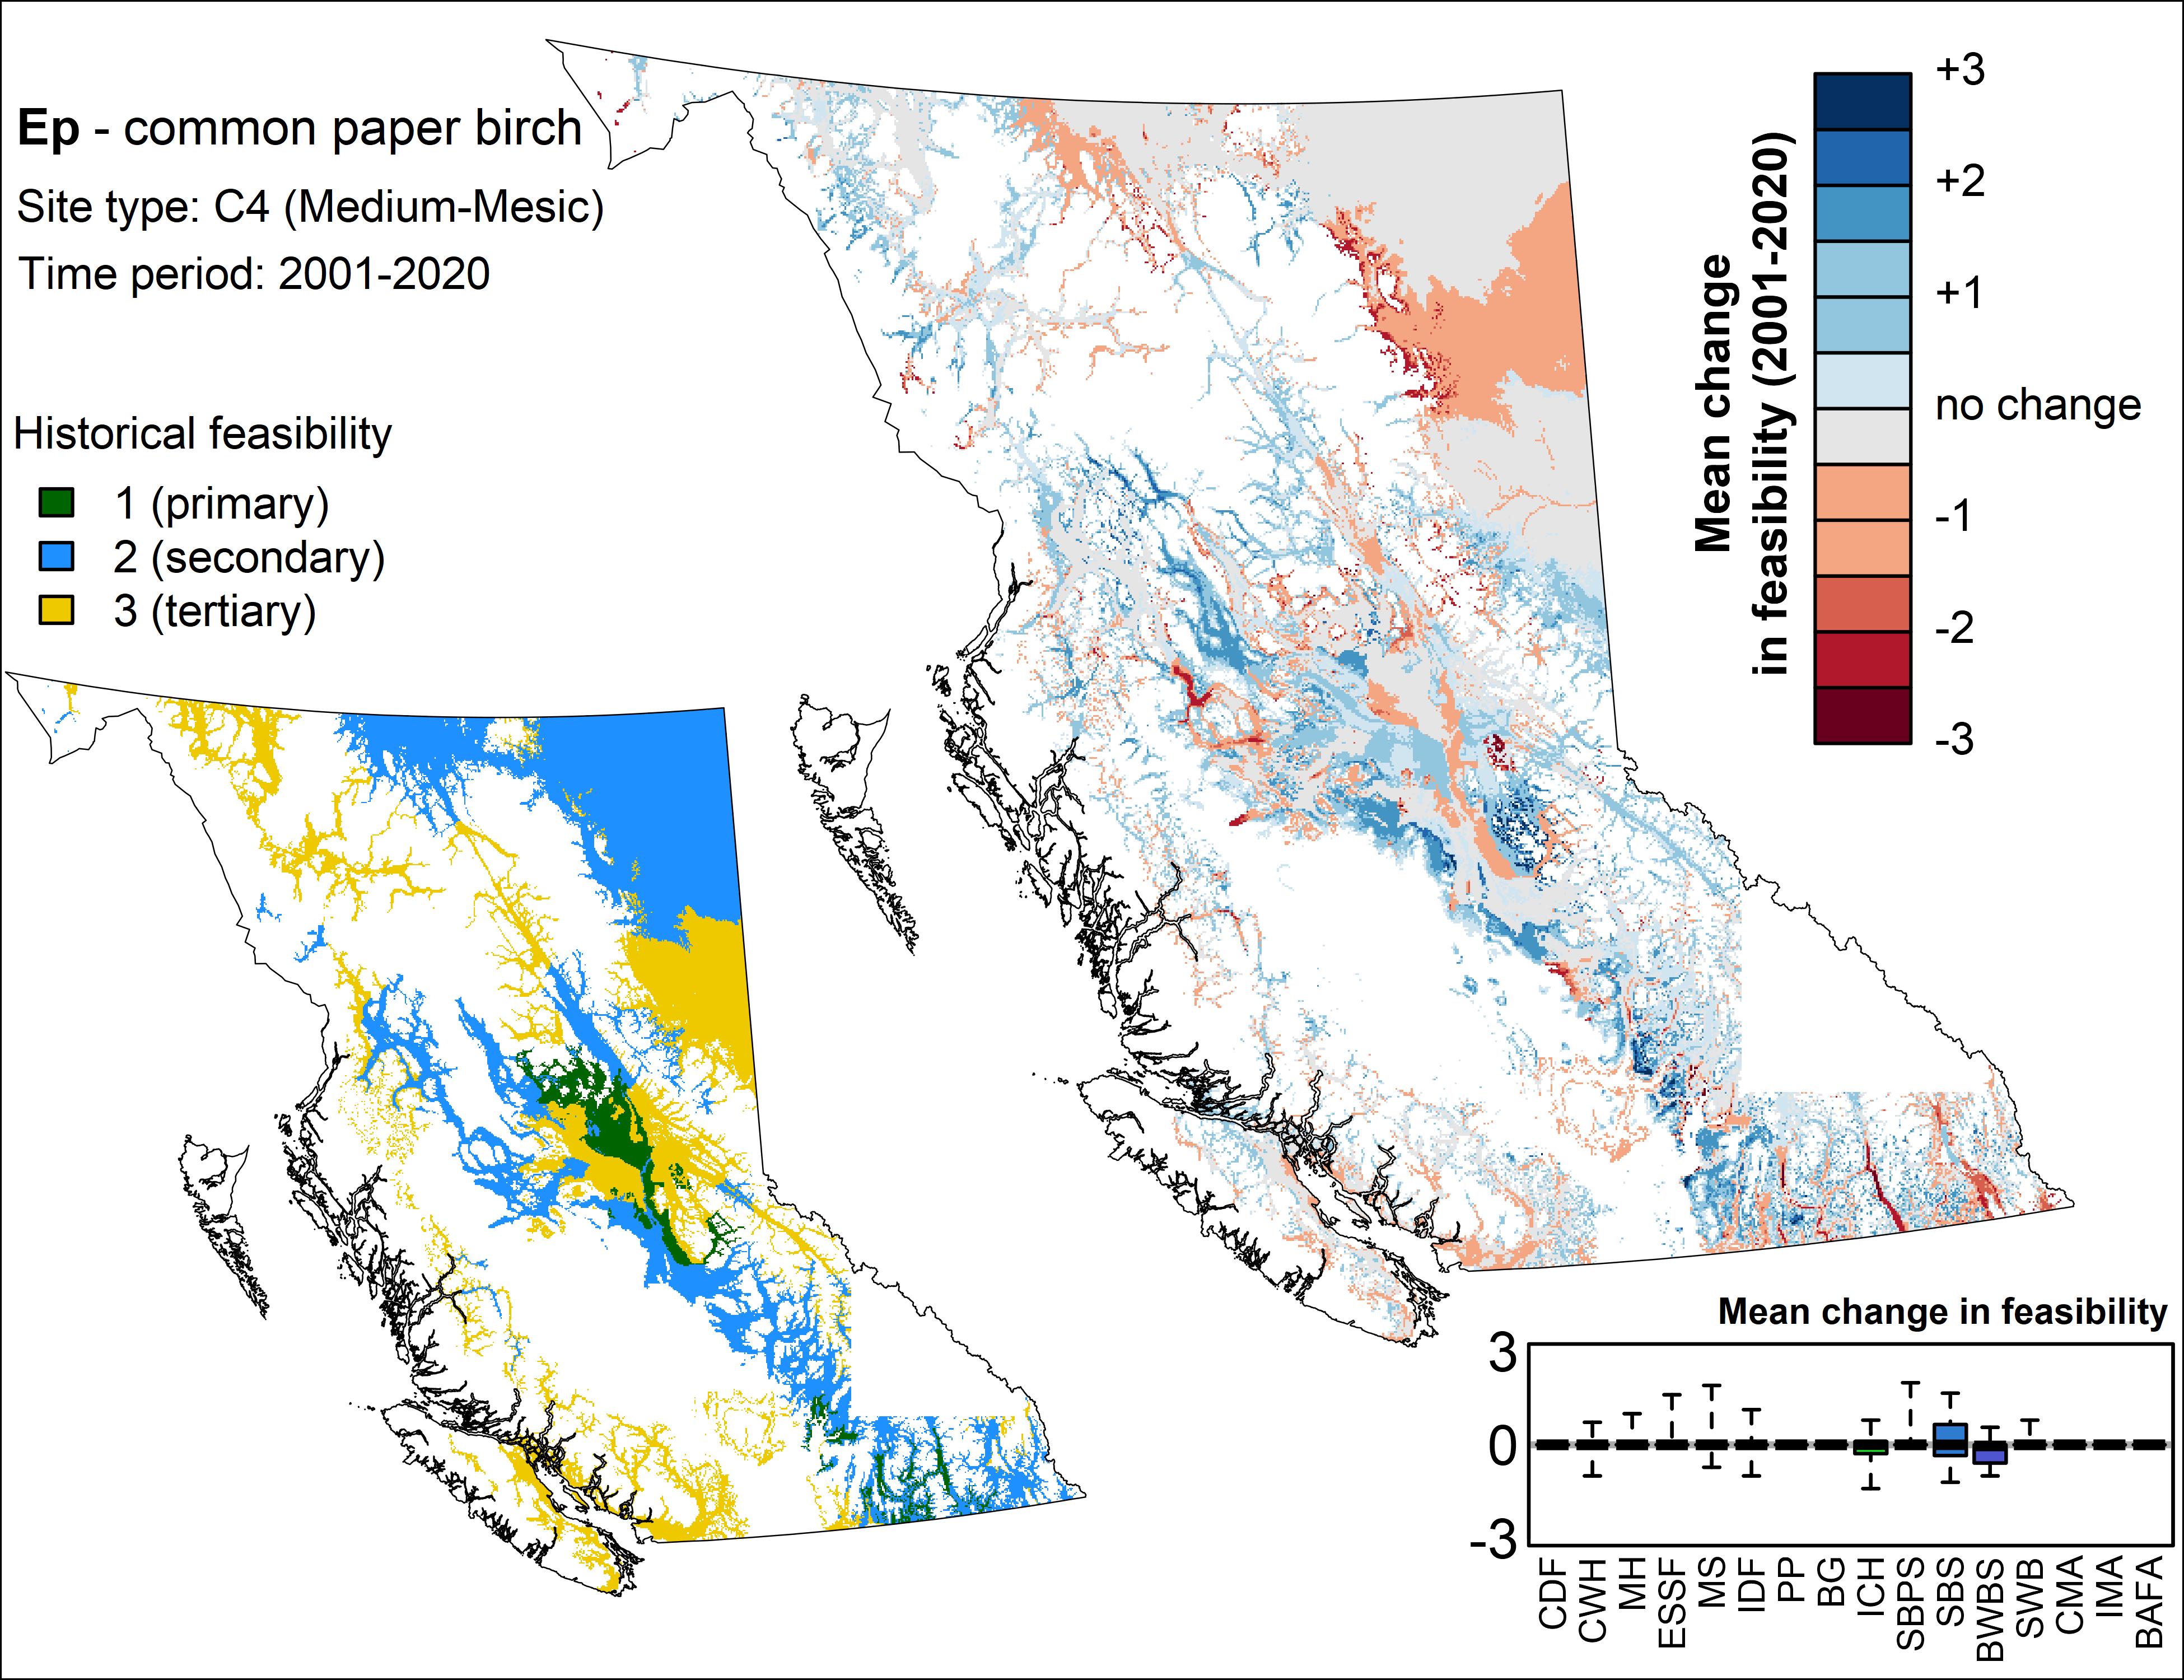 Ep - common paper birch
Site type: C4 (Medium-Mesic)
Time period: 2001-2020
Historical feasibility
1 (primary)
2 (secondary)
3 (tertiary)
Mean change
in feasibility (2001-2020)
+3
+2
+1
no change
-1
-2
-3
Mean change in feasibility
3
0
-3
CDF
CWH
MH
ESSF
MS
IDF
PP
BG
ICH
SBPS
SBS
BWBS
SWB
CMA
IMA
BAFA